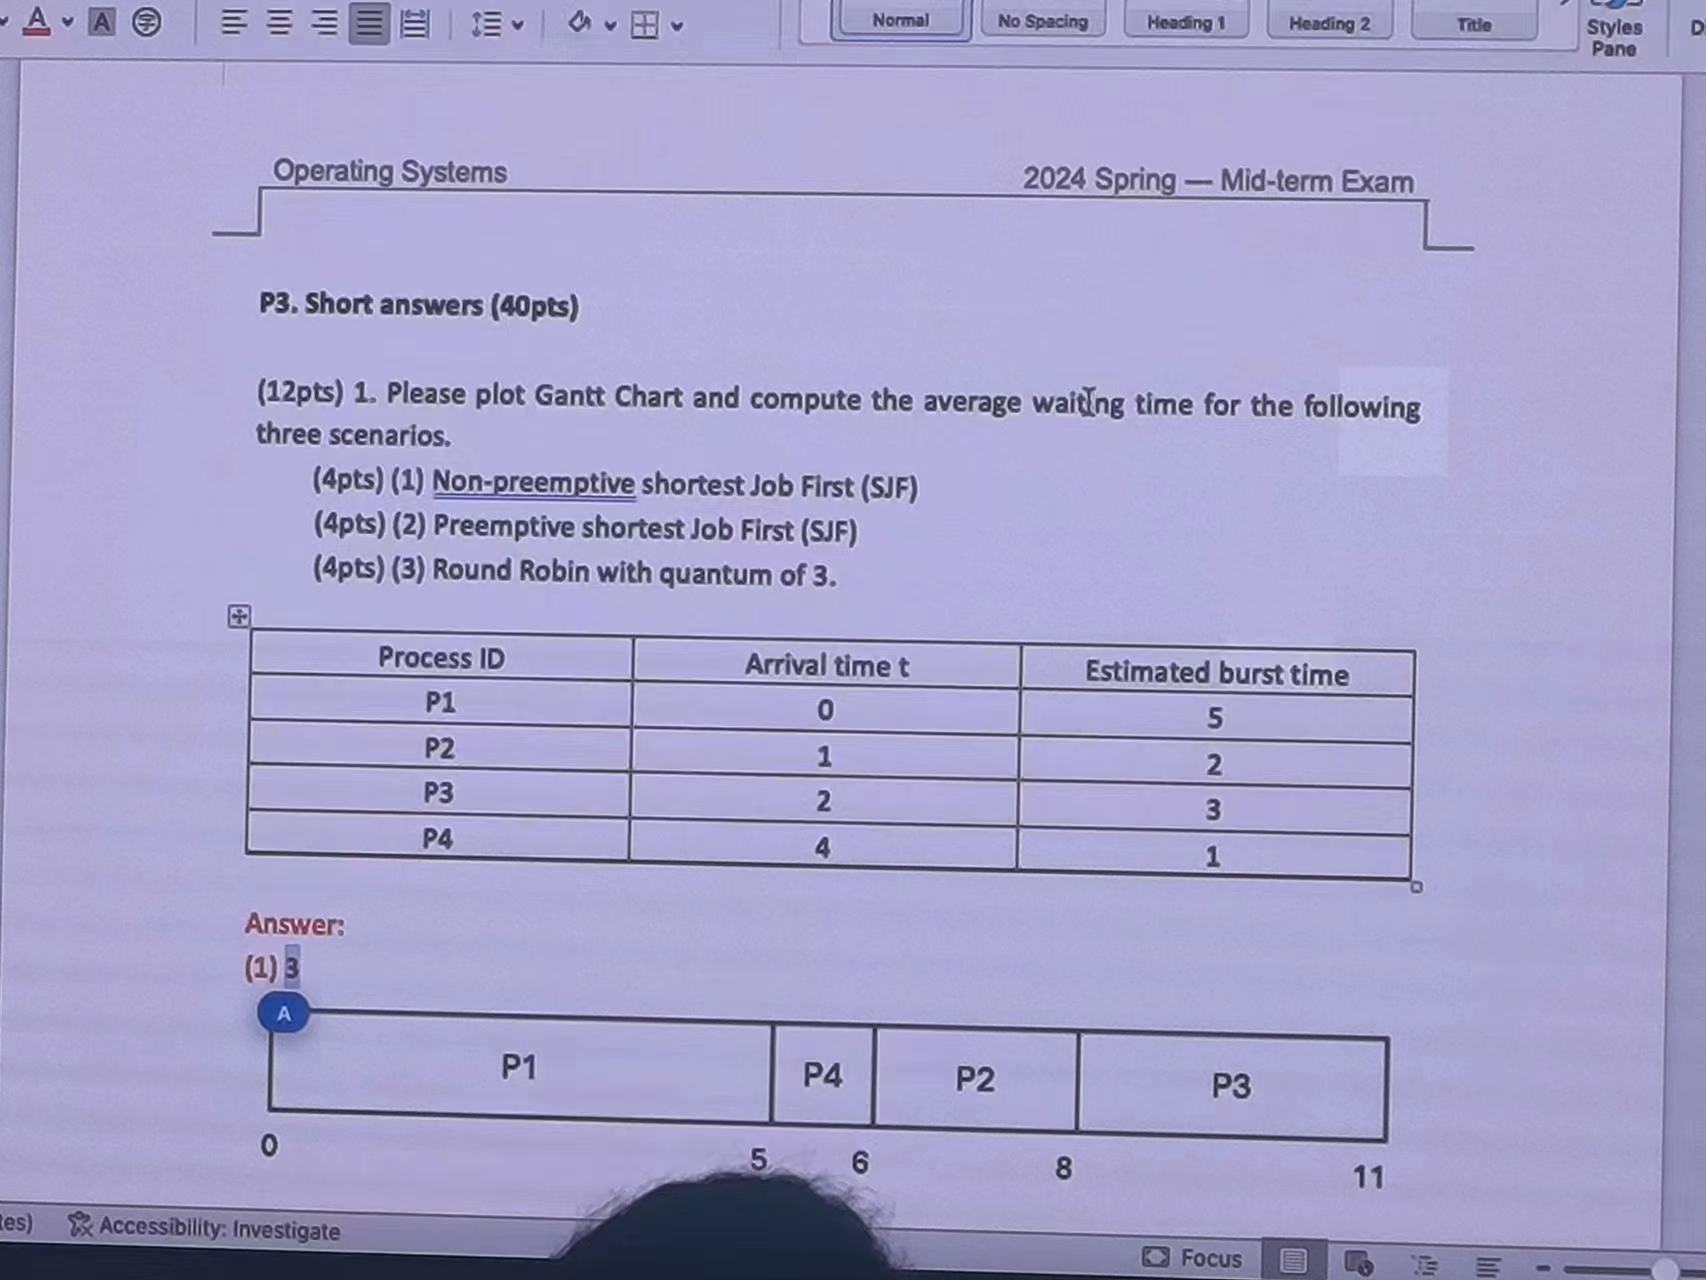 A A 字
Normal No Spacing Heading 1 Heading 2 Title
Styles
Pane
Operating Systems 2024 Spring — Mid-term Exam
P3. Short answers (40pts)
(12pts) 1. Please plot Gantt Chart and compute the average waiting time for the following
three scenarios.
(4pts) (1) Non-preemptive shortest Job First (SJF)
(4pts) (2) Preemptive shortest Job First (SJF)
(4pts) (3) Round Robin with quantum of 3.
Process ID Arrival time t Estimated burst time
P1 0 5
P2 1 2
P3 2 3
P4 4 1
Answer:
(1) 3
A
P1 P4 P2 P3
0 5 6 8 11
Accessibility: Investigate
Focus